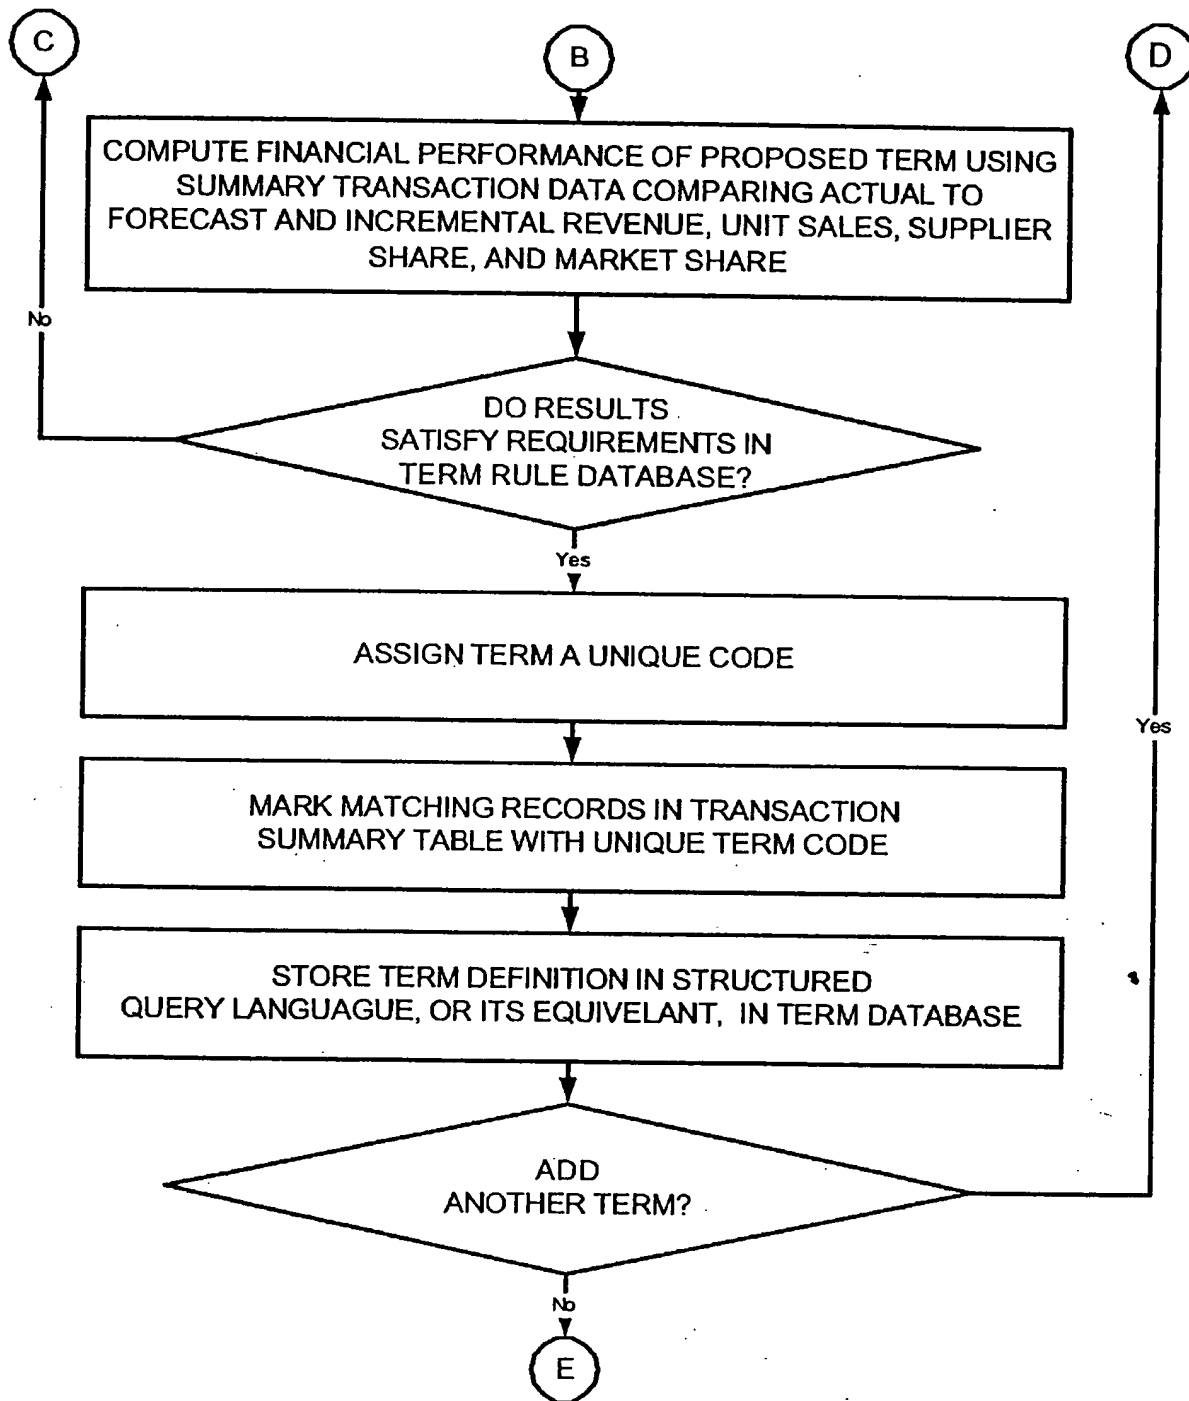 C
B
D
COMPUTE FINANCIAL PERFORMANCE OF PROPOSED TERM USING
SUMMARY TRANSACTION DATA COMPARING ACTUAL TO
FORECAST AND INCREMENTAL REVENUE, UNIT SALES, SUPPLIER
SHARE, AND MARKET SHARE
No
DO RESULTS
SATISFY REQUIREMENTS IN
TERM RULE DATABASE?
Yes
ASSIGN TERM A UNIQUE CODE
Yes
MARK MATCHING RECORDS IN TRANSACTION
SUMMARY TABLE WITH UNIQUE TERM CODE
STORE TERM DEFINITION IN STRUCTURED
QUERY LANGUAGUE, OR ITS EQUIVELANT, IN TERM DATABASE
ADD
ANOTHER TERM?
No
E